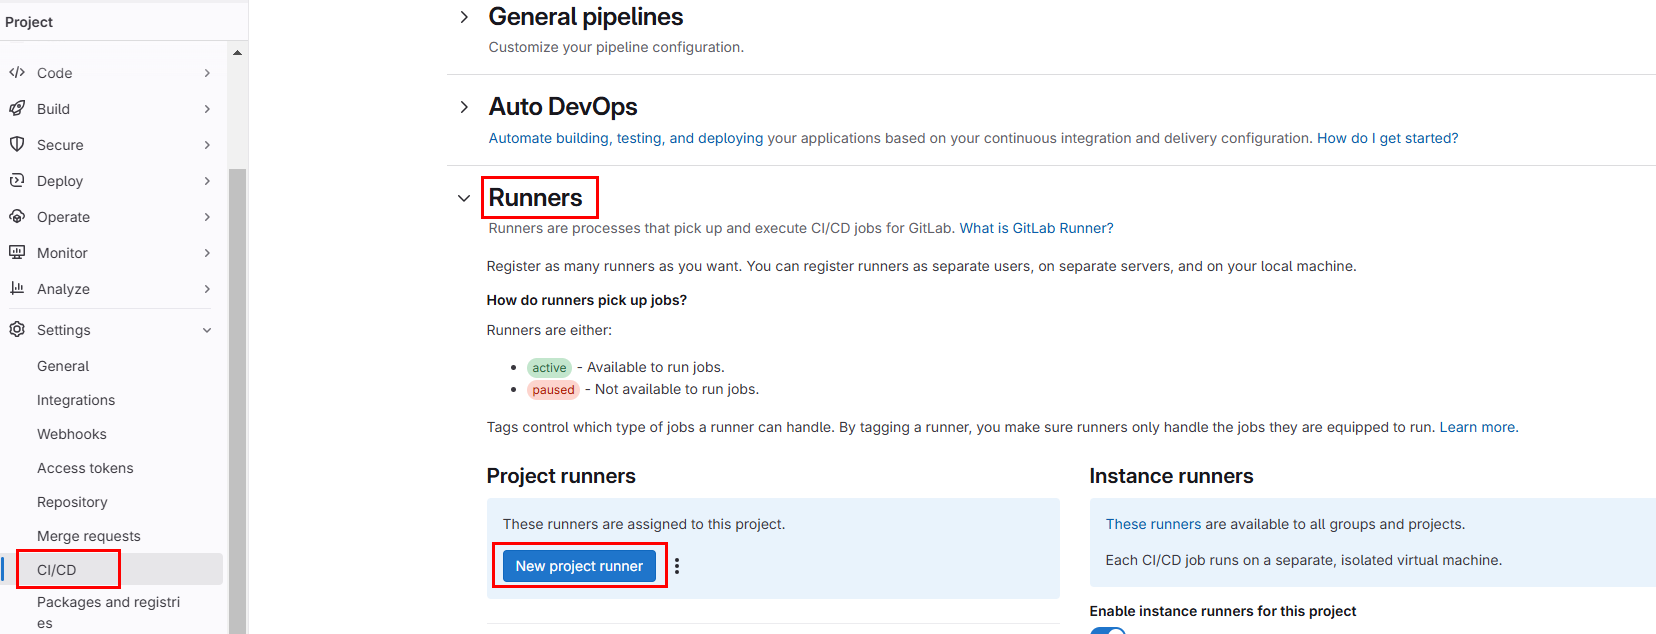 Project
Code
Build
Secure
Deploy
Operate
Monitor
Analyze
Settings
General
Integrations
Webhooks
Access tokens
Repository
Merge requests
CI/CD
Packages and registri
es
General pipelines
Customize your pipeline configuration.
Auto DevOps
Automate building, testing, and deploying your applications based on your continuous integration and delivery configuration. How do I get started?
Runners
Runners are processes that pick up and execute CI/CD jobs for GitLab. What is GitLab Runner?
Register as many runners as you want. You can register runners as separate users, on separate servers, and on your local machine.
How do runners pick up jobs?
Runners are either:
active - Available to run jobs.
paused - Not available to run jobs.
Tags control which type of jobs a runner can handle. By tagging a runner, you make sure runners only handle the jobs they are equipped to run. Learn more.
Project runners
These runners are assigned to this project.
New project runner
Instance runners
These runners are available to all groups and projects.
Each CI/CD job runs on a separate, isolated virtual machine.
Enable instance runners for this project